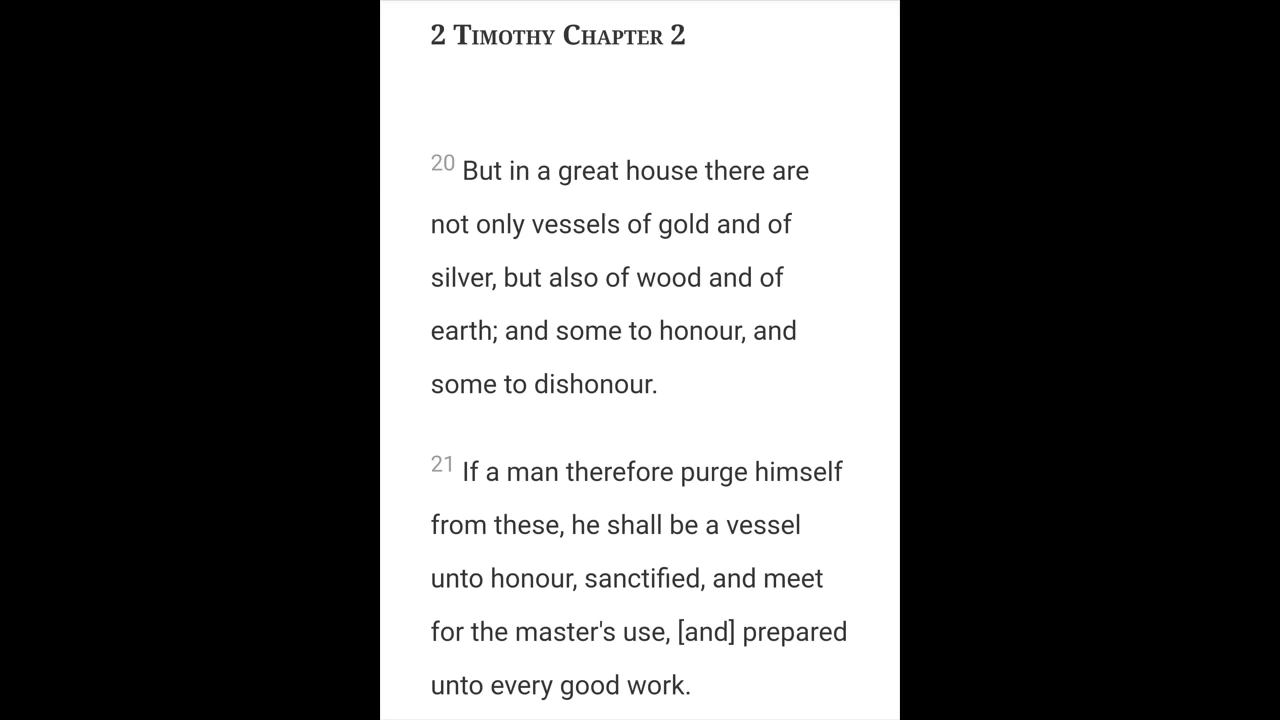 2 Timothy Chapter 2
20 But in a great house there are
not only vessels of gold and of
silver, but also of wood and of
earth; and some to honour, and
some to dishonour.
21 If a man therefore purge himself
from these, he shall be a vessel
unto honour, sanctified, and meet
for the master's use, [and] prepared
unto every good work.